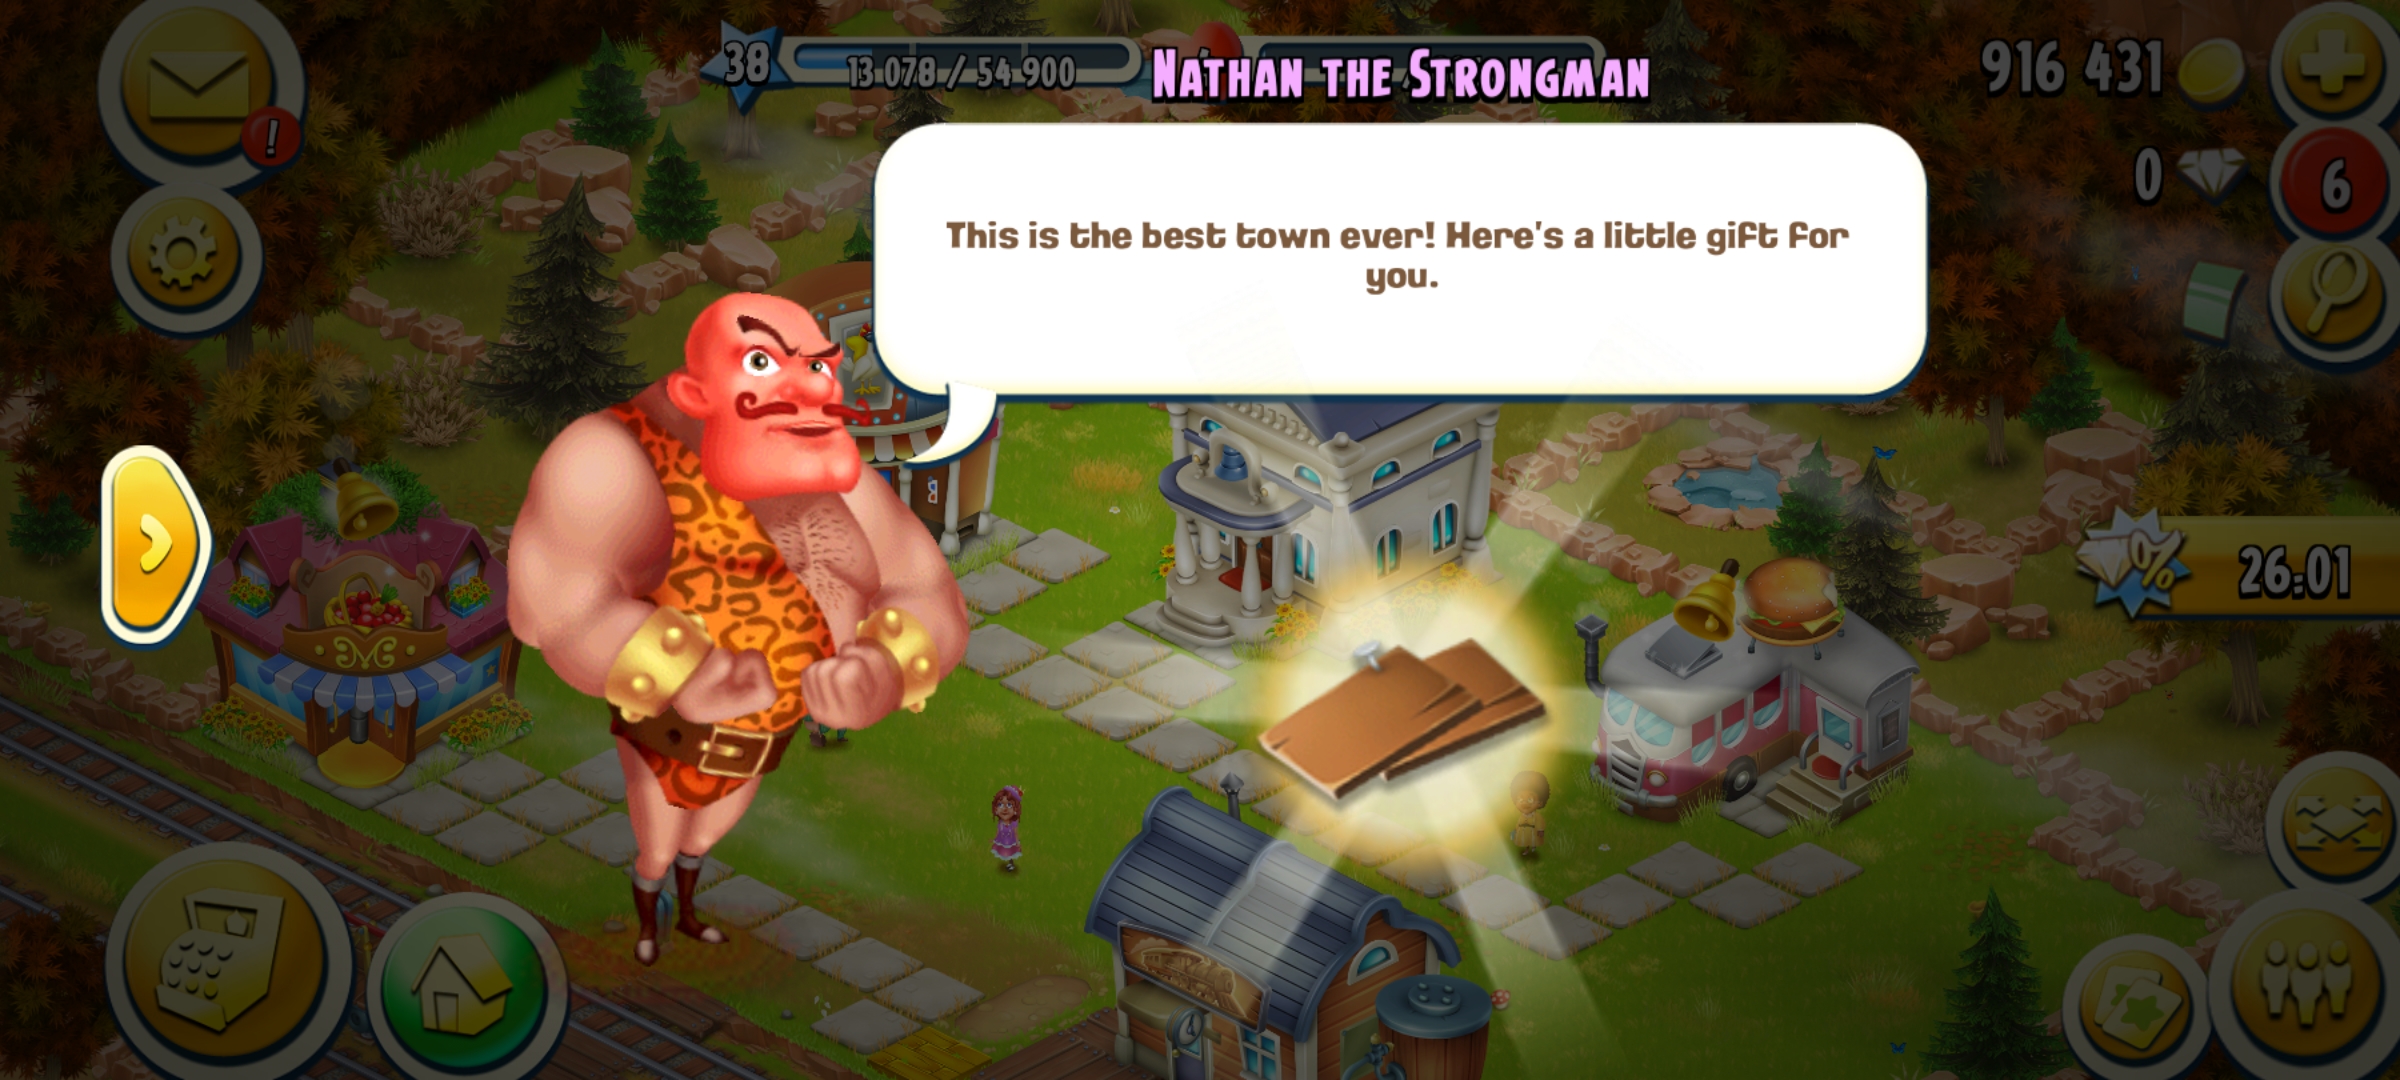 38
13 078 / 54 900
NATHAN THE STRONGMAN
916 431
!
0
6
This is the best town ever! Here's a little gift for
you.
0%
26:01